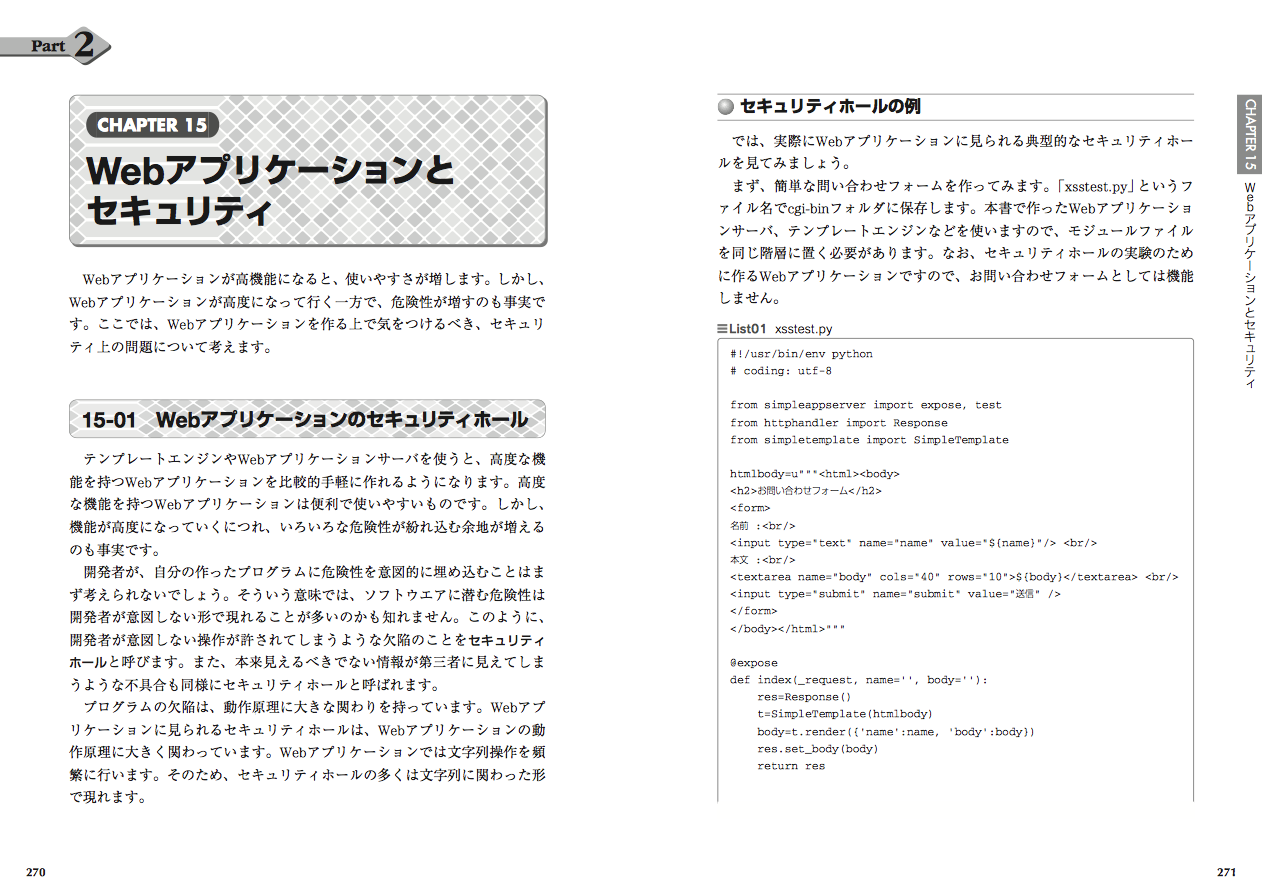 Part 2
CHAPTER 15
Webアプリケーションと
セキュリティ
Webアプリケーションが高機能になると、使いやすさが増します。しかし、
Webアプリケーションが高度になって行く一方で、危険性が増すのも事実で
す。ここでは、Webアプリケーションを作る上で気をつけるべき、セキュリ
ティ上の問題について考えます。
15-01 Webアプリケーションのセキュリティホール
テンプレートエンジンやWebアプリケーションサーバを使うと、高度な機
能を持つWebアプリケーションを比較的手軽に作れるようになります。高度
な機能を持つWebアプリケーションは便利で使いやすいものです。しかし、
機能が高度になっていくにつれ、いろいろな危険性が紛れ込む余地が増える
のも事実です。
開発者が、自分の作ったプログラムに危険性を意図的に埋め込むことはま
ず考えられないでしょう。そういう意味では、ソフトウエアに潜む危険性は
開発者が意図しない形で現れることが多いのかも知れません。このように、
開発者が意図しない操作が許されてしまうような欠陥のことをセキュリティ
ホールと呼びます。また、本来見えるべきでない情報が第三者に見えてしま
うような不具合も同様にセキュリティホールと呼ばれます。
プログラムの欠陥は、動作原理に大きな関わりを持っています。Webアプ
リケーションに見られるセキュリティホールは、Webアプリケーションの動
作原理に大きく関わっています。Webアプリケーションでは文字列操作を頻
繁に行います。そのため、セキュリティホールの多くは文字列に関わった形
で現れます。
270
セキュリティホールの例
では、実際にWebアプリケーションに見られる典型的なセキュリティホー
ルを見てみましょう。
まず、簡単な問い合わせフォームを作ってみます。「xsstest.py」というフ
ァイル名でcgi-binフォルダに保存します。本書で作ったWebアプリケーショ
ンサーバ、テンプレートエンジンなどを使いますので、モジュールファイル
を同じ階層に置く必要があります。なお、セキュリティホールの実験のため
に作るWebアプリケーションですので、お問い合わせフォームとしては機能
しません。
List01 xsstest.py
#!/usr/bin/env python
# coding: utf-8
from simpleappserver import expose, test
from httphandler import Response
from simpletemplate import SimpleTemplate
htmlbody=u"""<html><body>
<h2>お問い合わせフォーム</h2>
<form>
名前 :<br/>
<input type="text" name="name" value="${name}"/> <br/>
本文 :<br/>
<textarea name="body" cols="40" rows="10">${body}</textarea> <br/>
<input type="submit" name="submit" value="送信" />
</form>
</body></html>"""
@expose
def index(_request, name='', body=''):
    res=Response()
    t=SimpleTemplate(htmlbody)
    body=t.render({'name':name, 'body':body})
    res.set_body(body)
    return res
CHAPTER 15 Webアプリケーションとセキュリティ
271